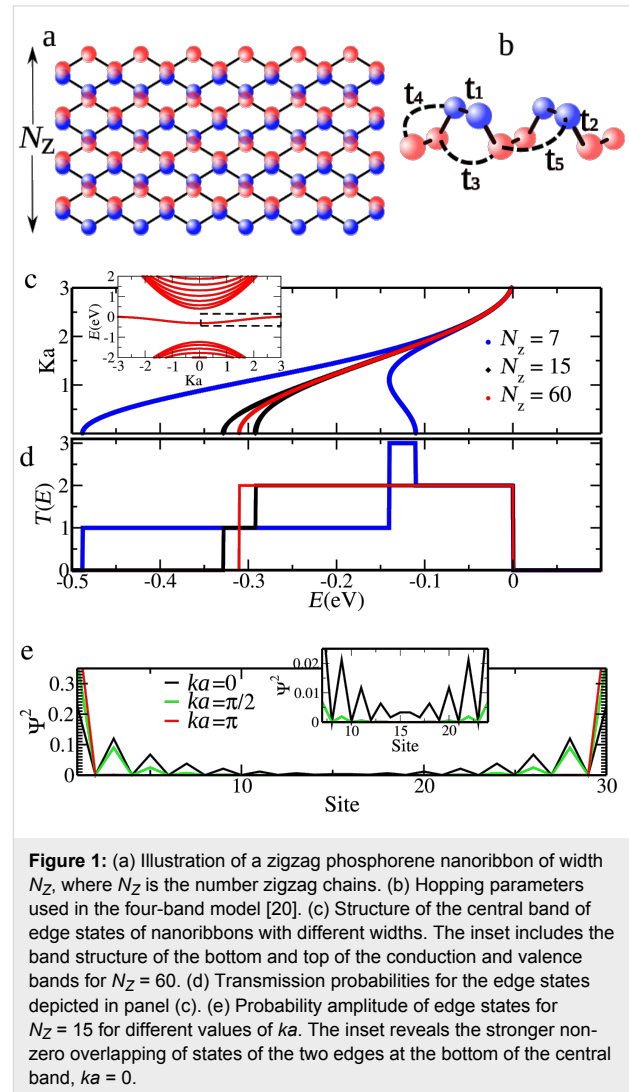 a
b
N_Z
t₄
t₁
t₂
t₃
t₅
c
2
1
0
-1
-2
E(eV)
-3 -2 -1 0 1 2 3
Ka
3
2
1
0
Ka
N_z = 7
N_z = 15
N_z = 60
d
3
2
1
0
T(E)
-0.5 -0.4 -0.3 -0.2 -0.1 0
E(eV)
e
0.3
0.2
0.1
0
Ψ²
ka=0
ka=π/2
ka=π
0.02
0.01
0
Ψ²
10 15 20
Site
10 20 30
Site
Figure 1: (a) Illustration of a zigzag phosphorene nanoribbon of width
N_Z, where N_Z is the number zigzag chains. (b) Hopping parameters
used in the four-band model [20]. (c) Structure of the central band of
edge states of nanoribbons with different widths. The inset includes the
band structure of the bottom and top of the conduction and valence
bands for N_Z = 60. (d) Transmission probabilities for the edge states
depicted in panel (c). (e) Probability amplitude of edge states for
N_Z = 15 for different values of ka. The inset reveals the stronger non-
zero overlapping of states of the two edges at the bottom of the central
band, ka = 0.